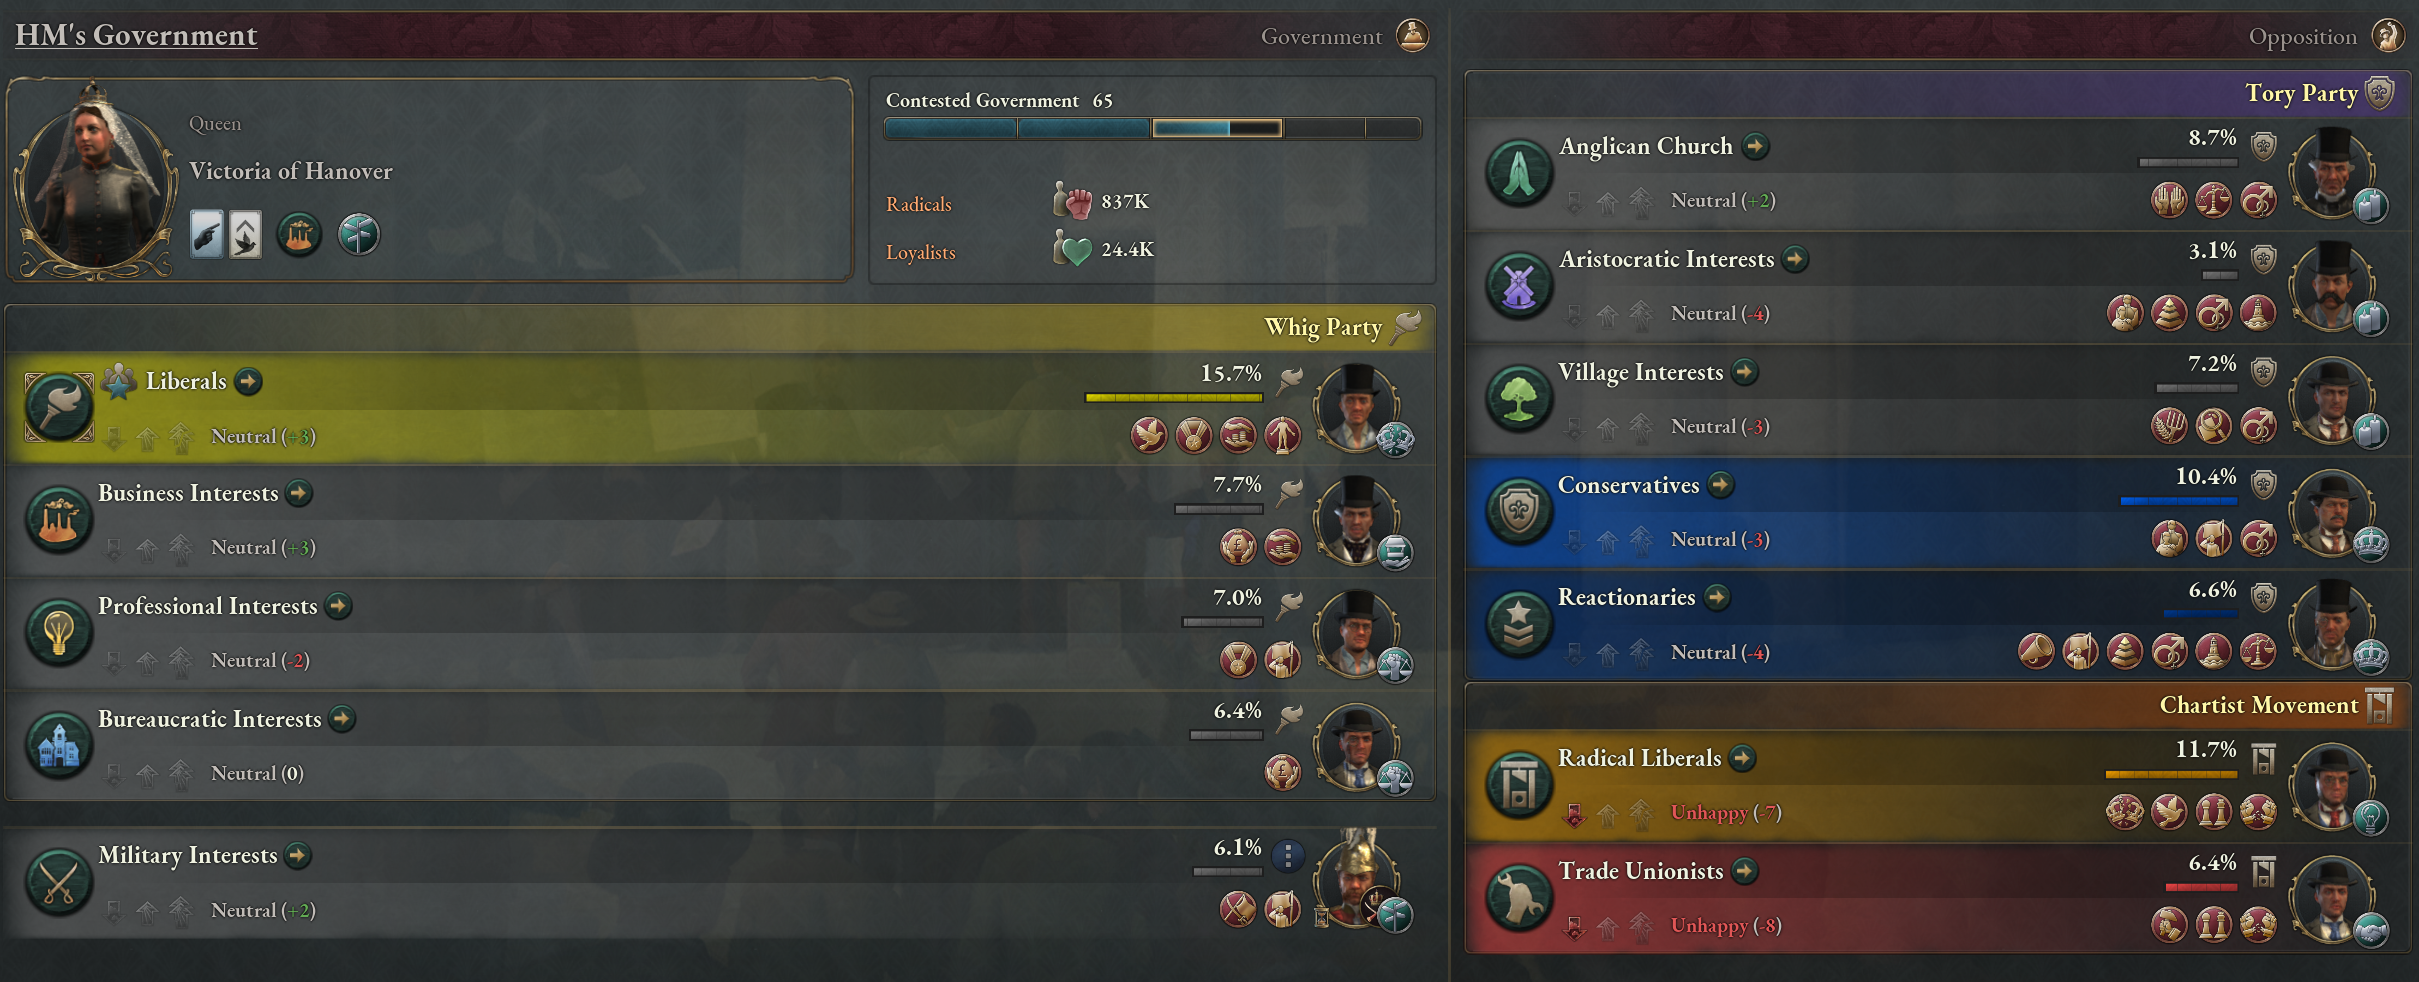 HM's Government
Government
Queen
Victoria of Hanover
Contested Government 65
Radicals 837K
Loyalists 24.4K
Whig Party
Liberals 15.7%
Neutral (+3)
Business Interests 7.7%
Neutral (+3)
£
Professional Interests 7.0%
Neutral (-2)
Bureaucratic Interests 6.4%
Neutral (0)
£
Military Interests 6.1%
Neutral (+2)
Opposition
Tory Party
Anglican Church 8.7%
Neutral (+2)
Aristocratic Interests 3.1%
Neutral (-4)
Village Interests 7.2%
Neutral (-3)
Conservatives 10.4%
Neutral (-3)
Reactionaries 6.6%
Neutral (-4)
Chartist Movement
Radical Liberals 11.7%
Unhappy (-7)
Trade Unionists 6.4%
Unhappy (-8)